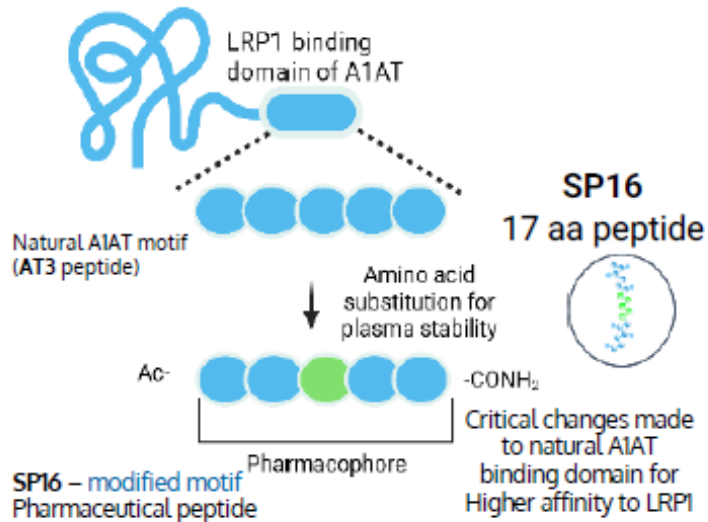 LRP1 binding
domain of A1AT
SP16
17 aa peptide
Natural A1AT motif
(AT3 peptide)
Amino acid
substitution for
plasma stability
Ac-
-CONH₂
Pharmacophore
Critical changes made
to natural A1AT
binding domain for
Higher affinity to LRP1
SP16 – modified motif
Pharmaceutical peptide